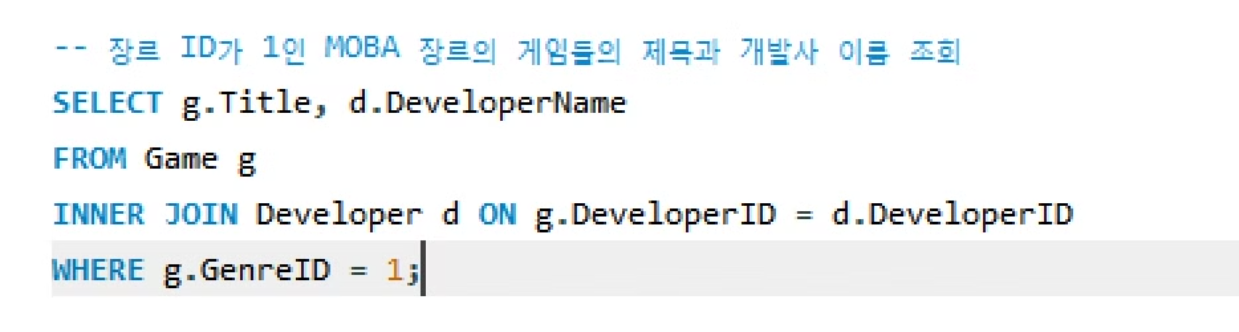 -- 장르 ID가 1인 MOBA 장르의 게임들의 제목과 개발사 이름 조회
SELECT g.Title, d.DeveloperName
FROM Game g
INNER JOIN Developer d ON g.DeveloperID = d.DeveloperID
WHERE g.GenreID = 1;